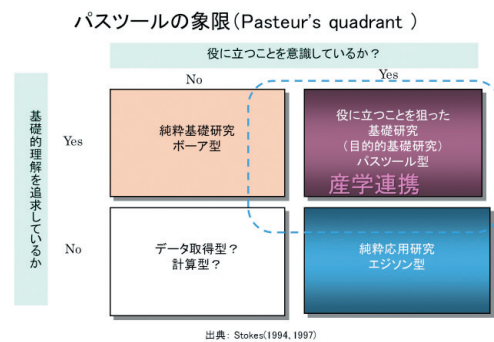 パスツールの象限(Pasteur's quadrant )
役に立つことを意識しているか?
No
Yes
基礎的理解を追求しているか
Yes
純粋基礎研究
ボーア型
役に立つことを狙った
基礎研究
(目的的基礎研究)
パスツール型
産学連携
No
データ取得型?
計算型?
純粋応用研究
エジソン型
出典: Stokes(1994, 1997)